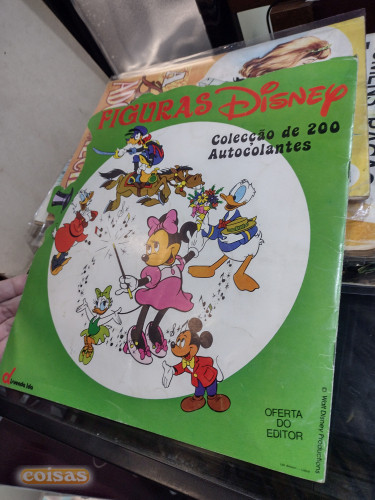 FIGURAS Disney
Colecção de 200
Autocolantes
OFERTA
DO
EDITOR
© Walt Disney Productions
coisas